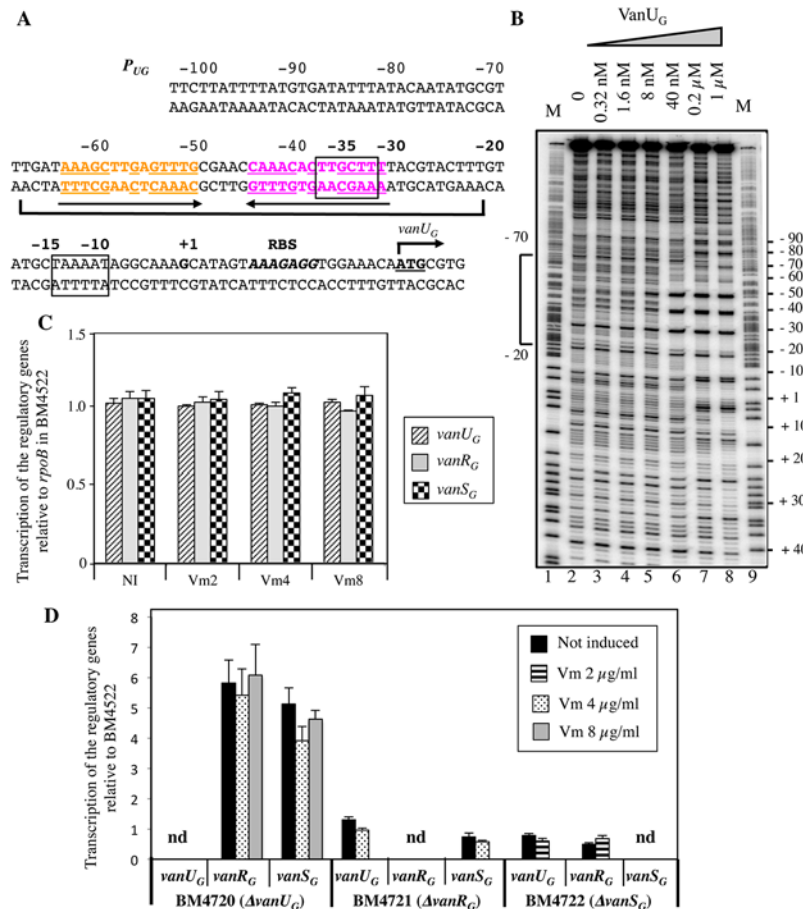 A
−100 −90 −80 −70
P_UG TTCTTATTTTATGTGATATTTATACAATATGCGT
AAGAATAAAATACACTATAAATATGTTATACGCA
−60 −50 −40 −35 −30 −20
TTGATAAAGCTTGAGTTTGCGAACCAAACACTTGCTTTTACGTACTTTGT
AACTATTTCGAACTCAAACGCTTGGTTTGTGAACGAAAATGCATGAAACA
−15 −10 +1 RBS vanU_G
ATGCTAAAATAGGCAAAGCATAGTAAAGAGGTGGAAACAATGCGTG
TACGATTTTATCCGTTTCGTATCATTTCTCCACCTTTGTTACGCAC
B
VanU_G
M 0 0.32 nM 1.6 nM 8 nM 40 nM 0.2 µM 1 µM M
- 70
- 20
- 90
- 80
- 70
- 60
- 50
- 40
- 30
- 20
- 10
+ 1
+ 10
+ 20
+ 30
+ 40
1 2 3 4 5 6 7 8 9
C
Transcription of the regulatory genes
relative to rpoB in BM4522
1.5
1.0
0.5
0
NI Vm2 Vm4 Vm8
vanU_G
vanR_G
vanS_G
D
Transcription of the regulatory genes
relative to BM4522
8
7
6
5
4
3
2
1
0
Not induced
Vm 2 µg/ml
Vm 4 µg/ml
Vm 8 µg/ml
nd nd nd
vanU_G vanR_G vanS_G vanU_G vanR_G vanS_G vanU_G vanR_G vanS_G
BM4720 (ΔvanU_G) BM4721 (ΔvanR_G) BM4722 (ΔvanS_G)